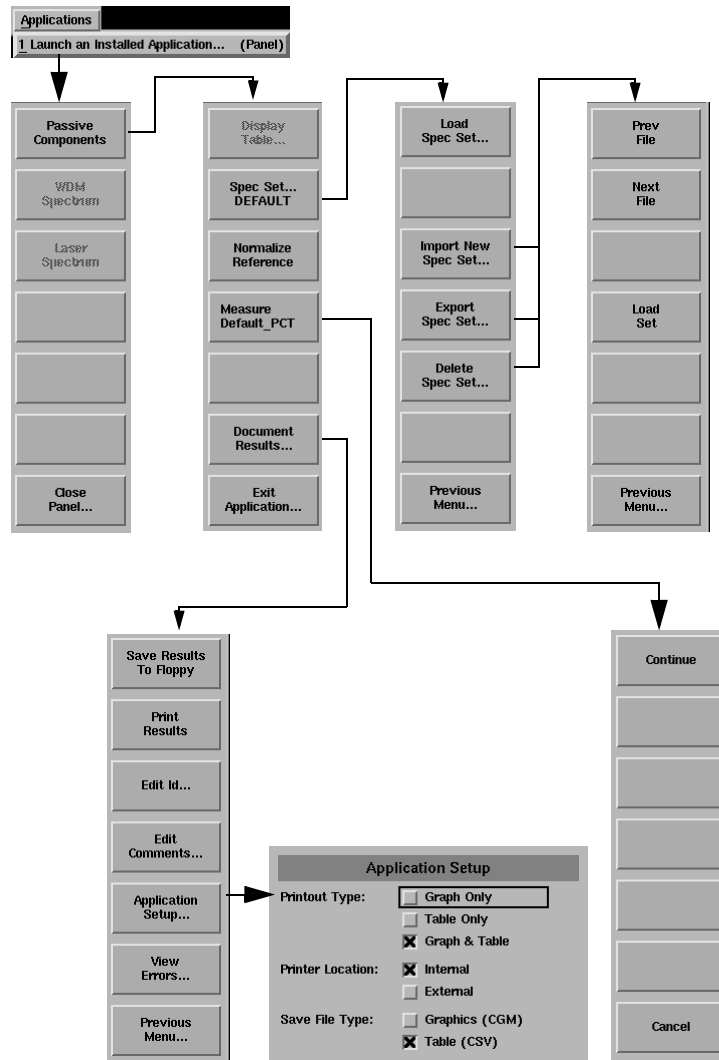 Applications
1 Launch an Installed Application... (Panel)
Passive
Components
WDM
Spectrum
Laser
Spectrum
Close
Panel...
Display
Table...
Spec Set...
DEFAULT
Normalize
Reference
Measure
Default_PCT
Document
Results...
Exit
Application...
Load
Spec Set...
Import New
Spec Set...
Export
Spec Set...
Delete
Spec Set...
Previous
Menu...
Prev
File
Next
File
Load
Set
Previous
Menu...
Save Results
To Floppy
Print
Results
Edit Id...
Edit
Comments...
Application
Setup...
View
Errors...
Previous
Menu...
Application Setup
Printout Type: Graph Only
Table Only
Graph & Table
Printer Location: Internal
External
Save File Type: Graphics (CGM)
Table (CSV)
Continue
Cancel